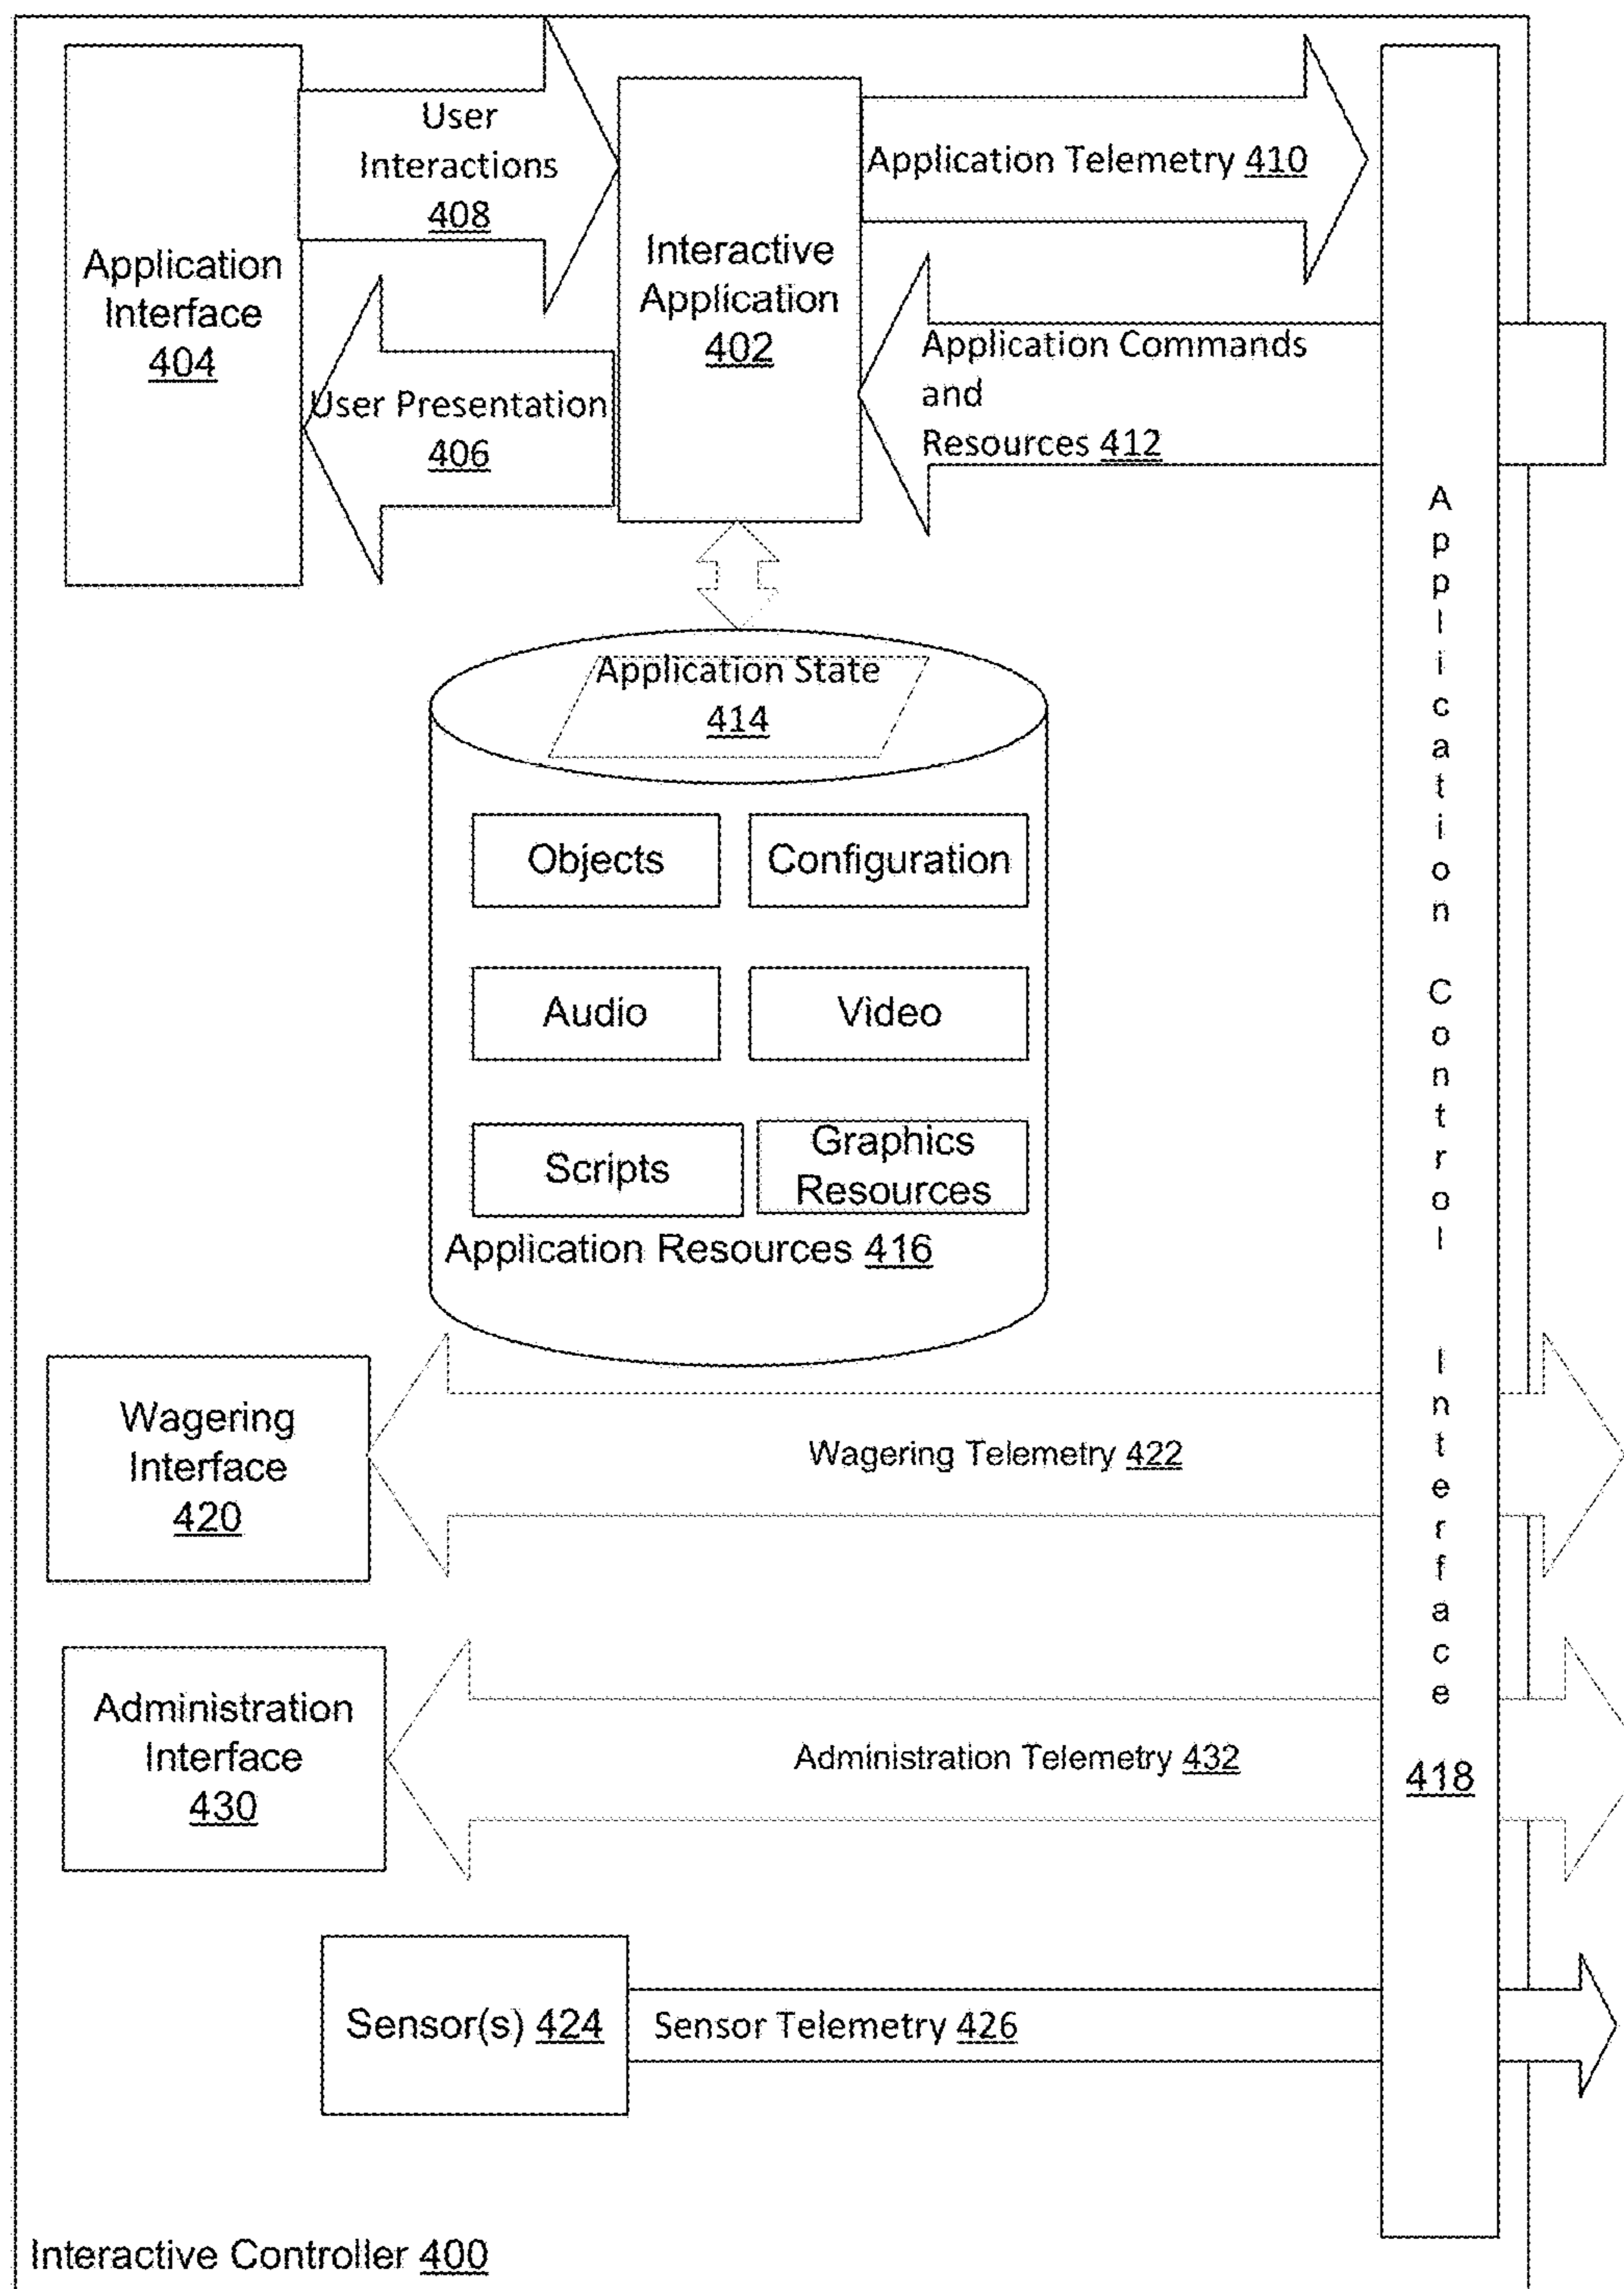 User
Interactions
408
Application Telemetry 410
Application
Interface
404
Interactive
Application
402
Application Commands
and
Resources 412
User Presentation
406
Application State
414
Objects
Configuration
Audio
Video
Scripts
Graphics
Resources
Application Resources 416
Application Control Interface
418
Wagering
Interface
420
Wagering Telemetry 422
Administration
Interface
430
Administration Telemetry 432
Sensor(s) 424
Sensor Telemetry 426
Interactive Controller 400